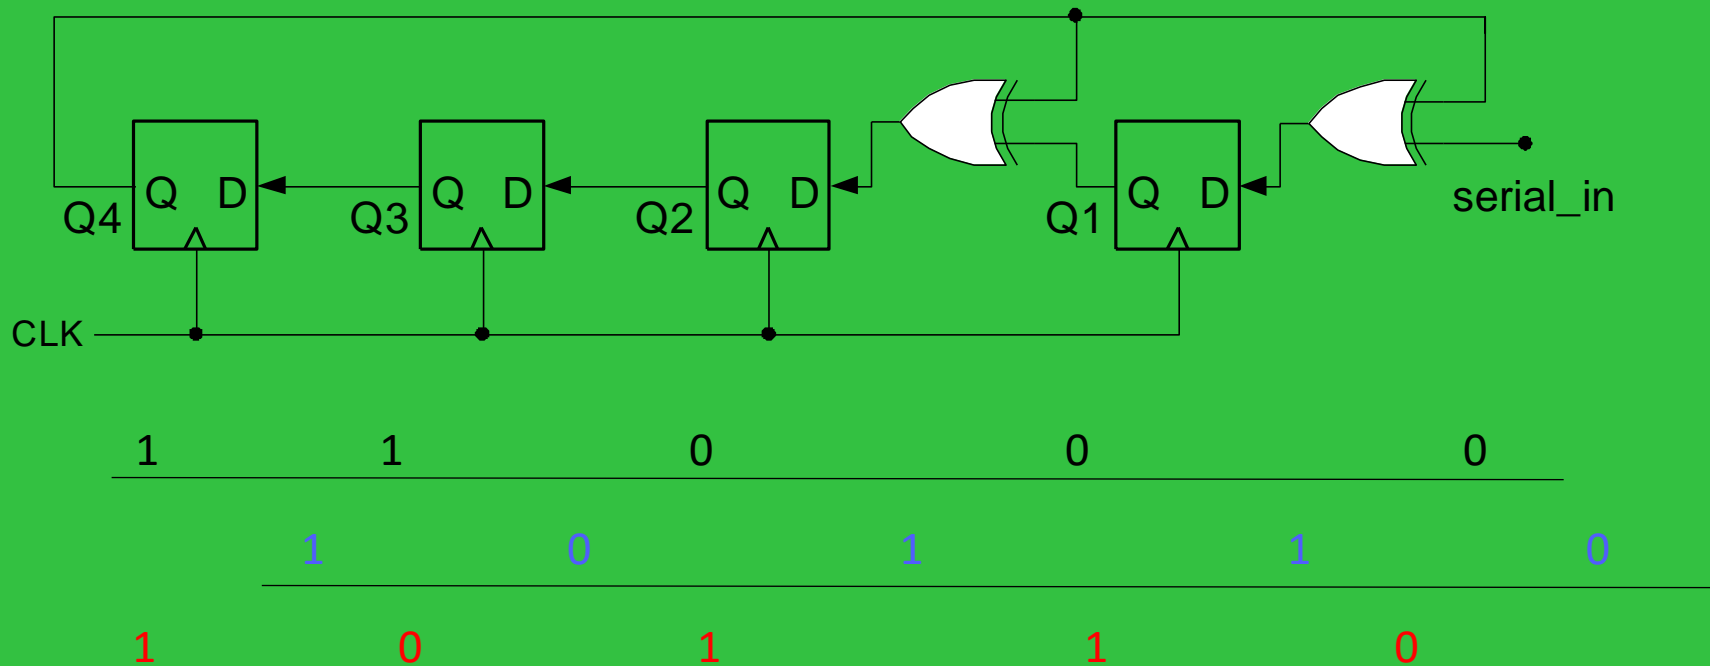 Q D Q D Q D Q D
Q4 Q3 Q2 Q1 serial_in
CLK
1 1 0 0 0
1 0 1 1 0
1 0 1 1 0